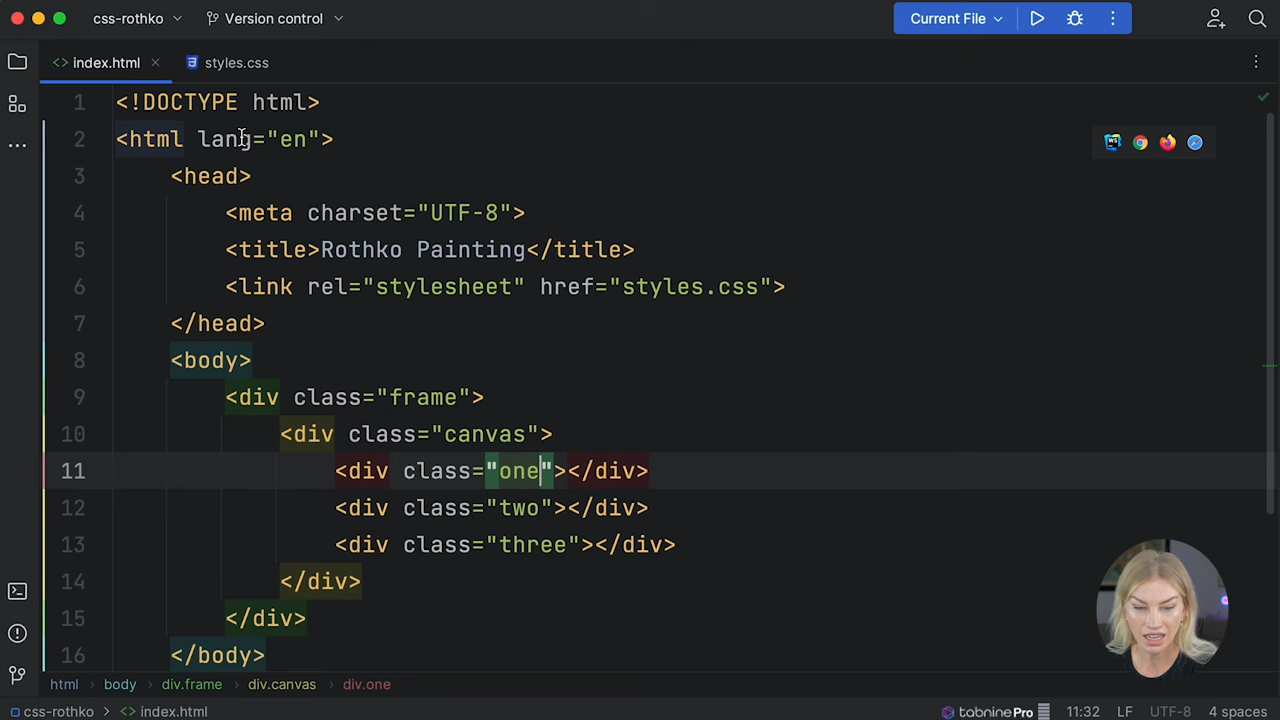 css-rothko Version control Current File
index.html styles.css
1 <!DOCTYPE html>
2 <html lang="en">
3 <head>
4 <meta charset="UTF-8">
5 <title>Rothko Painting</title>
6 <link rel="stylesheet" href="styles.css">
7 </head>
8 <body>
9 <div class="frame">
10 <div class="canvas">
11 <div class="one"></div>
12 <div class="two"></div>
13 <div class="three"></div>
14 </div>
15 </div>
16 </body>
html > body > div.frame > div.canvas > div.one
css-rothko > <> index.html tabnine Pro 11:32 LF UTF-8 4 spaces